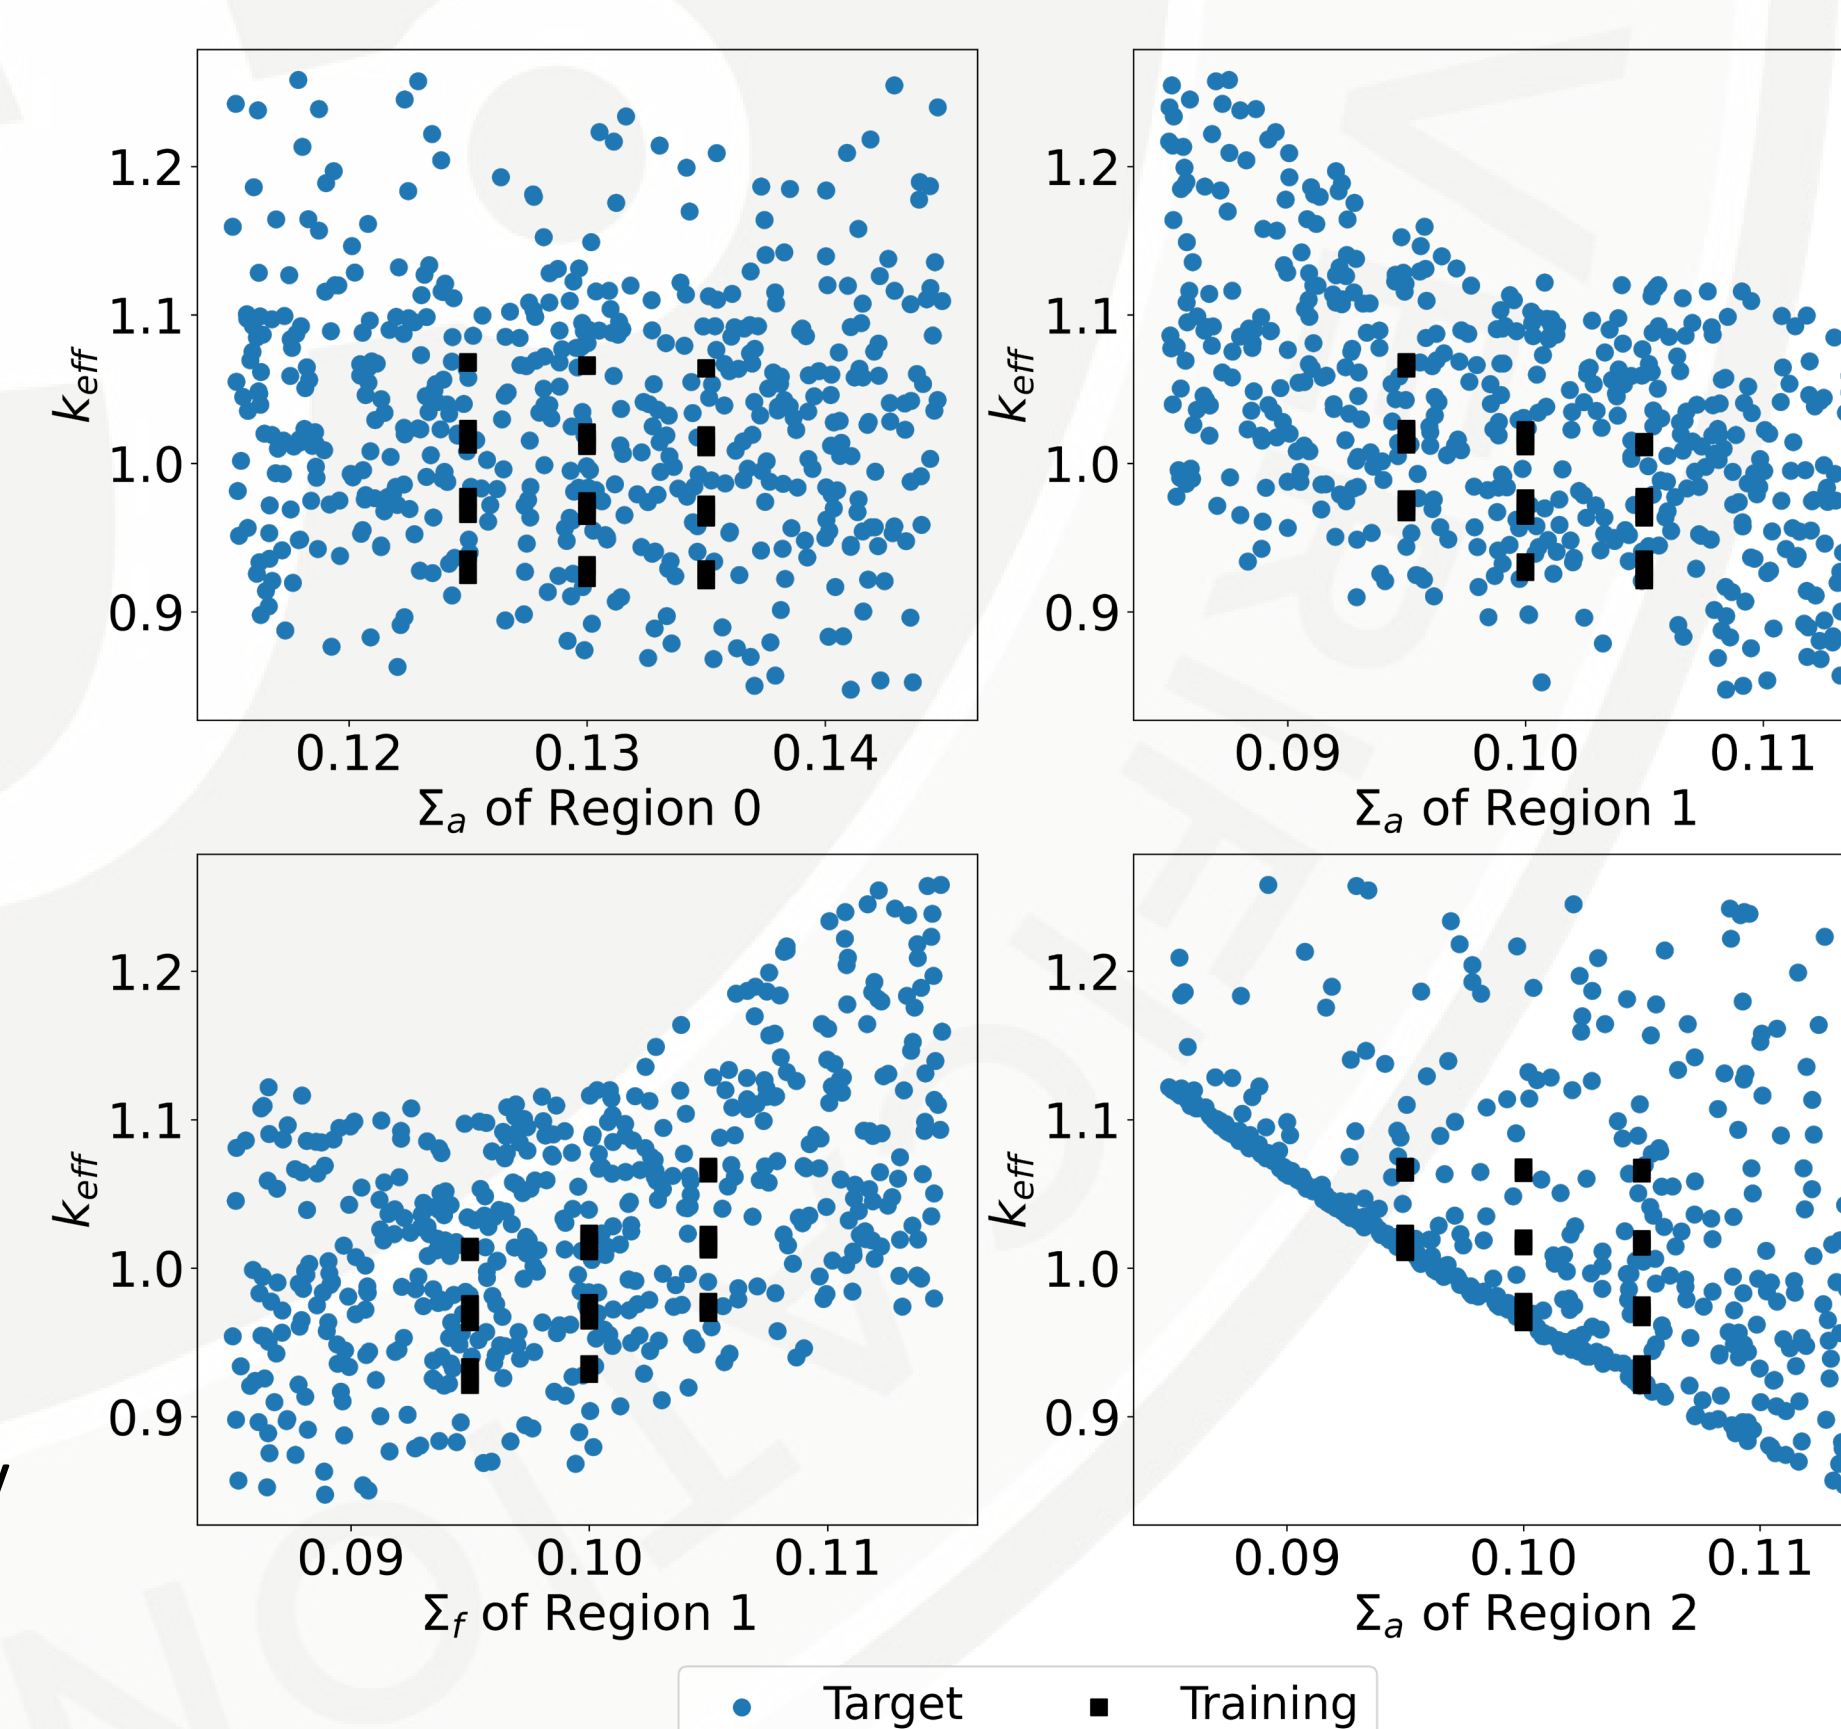 1.2
1.1
1.0
0.9
k_eff
0.12 0.13 0.14
Σ_a of Region 0
1.2
1.1
1.0
0.9
k_eff
0.09 0.10 0.11
Σ_a of Region 1
1.2
1.1
1.0
0.9
k_eff
0.09 0.10 0.11
Σ_f of Region 1
1.2
1.1
1.0
0.9
k_eff
0.09 0.10 0.11
Σ_a of Region 2
Target Training